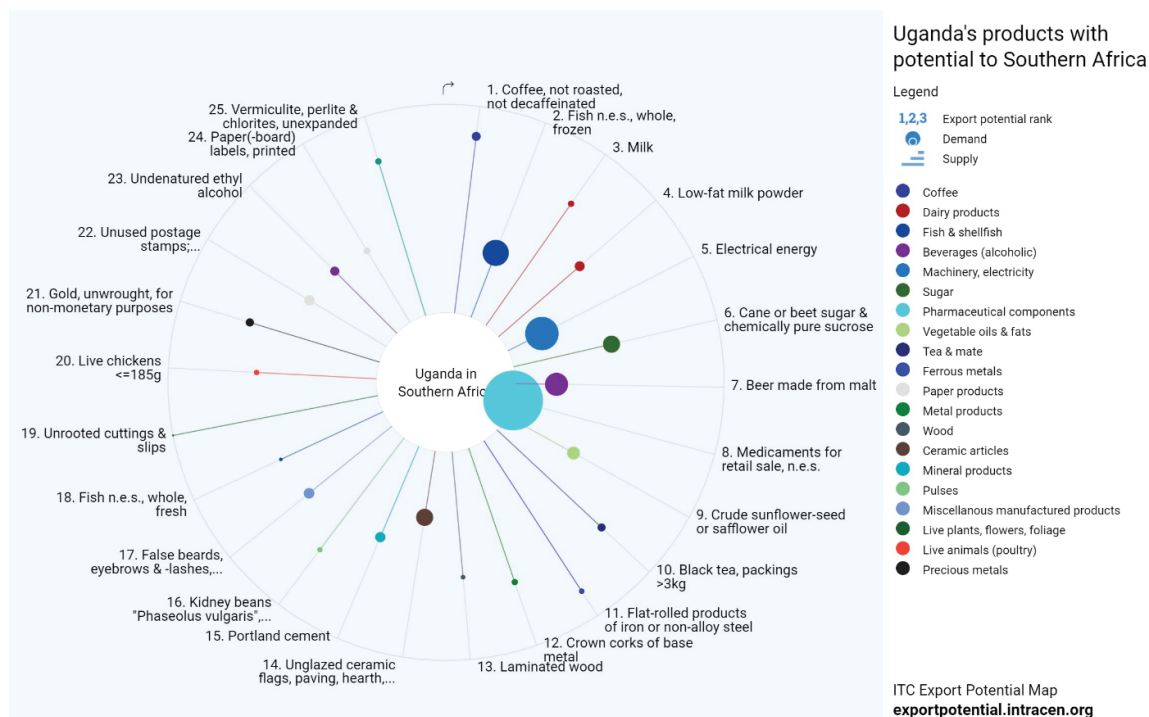 Uganda's products with
potential to Southern Africa
Legend
1,2,3 Export potential rank
Demand
Supply
Coffee
Dairy products
Fish & shellfish
Beverages (alcoholic)
Machinery, electricity
Sugar
Pharmaceutical components
Vegetable oils & fats
Tea & mate
Ferrous metals
Paper products
Metal products
Wood
Ceramic articles
Mineral products
Pulses
Miscellanous manufactured products
Live plants, flowers, foliage
Live animals (poultry)
Precious metals
ITC Export Potential Map
exportpotential.intracen.org
Uganda in
Southern Afric
1. Coffee, not roasted,
not decaffeinated
2. Fish n.e.s., whole,
frozen
3. Milk
4. Low-fat milk powder
5. Electrical energy
6. Cane or beet sugar &
chemically pure sucrose
7. Beer made from malt
8. Medicaments for
retail sale, n.e.s.
9. Crude sunflower-seed
or safflower oil
10. Black tea, packings
>3kg
11. Flat-rolled products
of iron or non-alloy steel
12. Crown corks of base
metal
13. Laminated wood
14. Unglazed ceramic
flags, paving, hearth,...
15. Portland cement
16. Kidney beans
"Phaseolus vulgaris",...
17. False beards,
eyebrows & -lashes,...
18. Fish n.e.s., whole,
fresh
19. Unrooted cuttings &
slips
20. Live chickens
<=185g
21. Gold, unwrought, for
non-monetary purposes
22. Unused postage
stamps;...
23. Undenatured ethyl
alcohol
24. Paper(-board)
labels, printed
25. Vermiculite, perlite &
chlorites, unexpanded